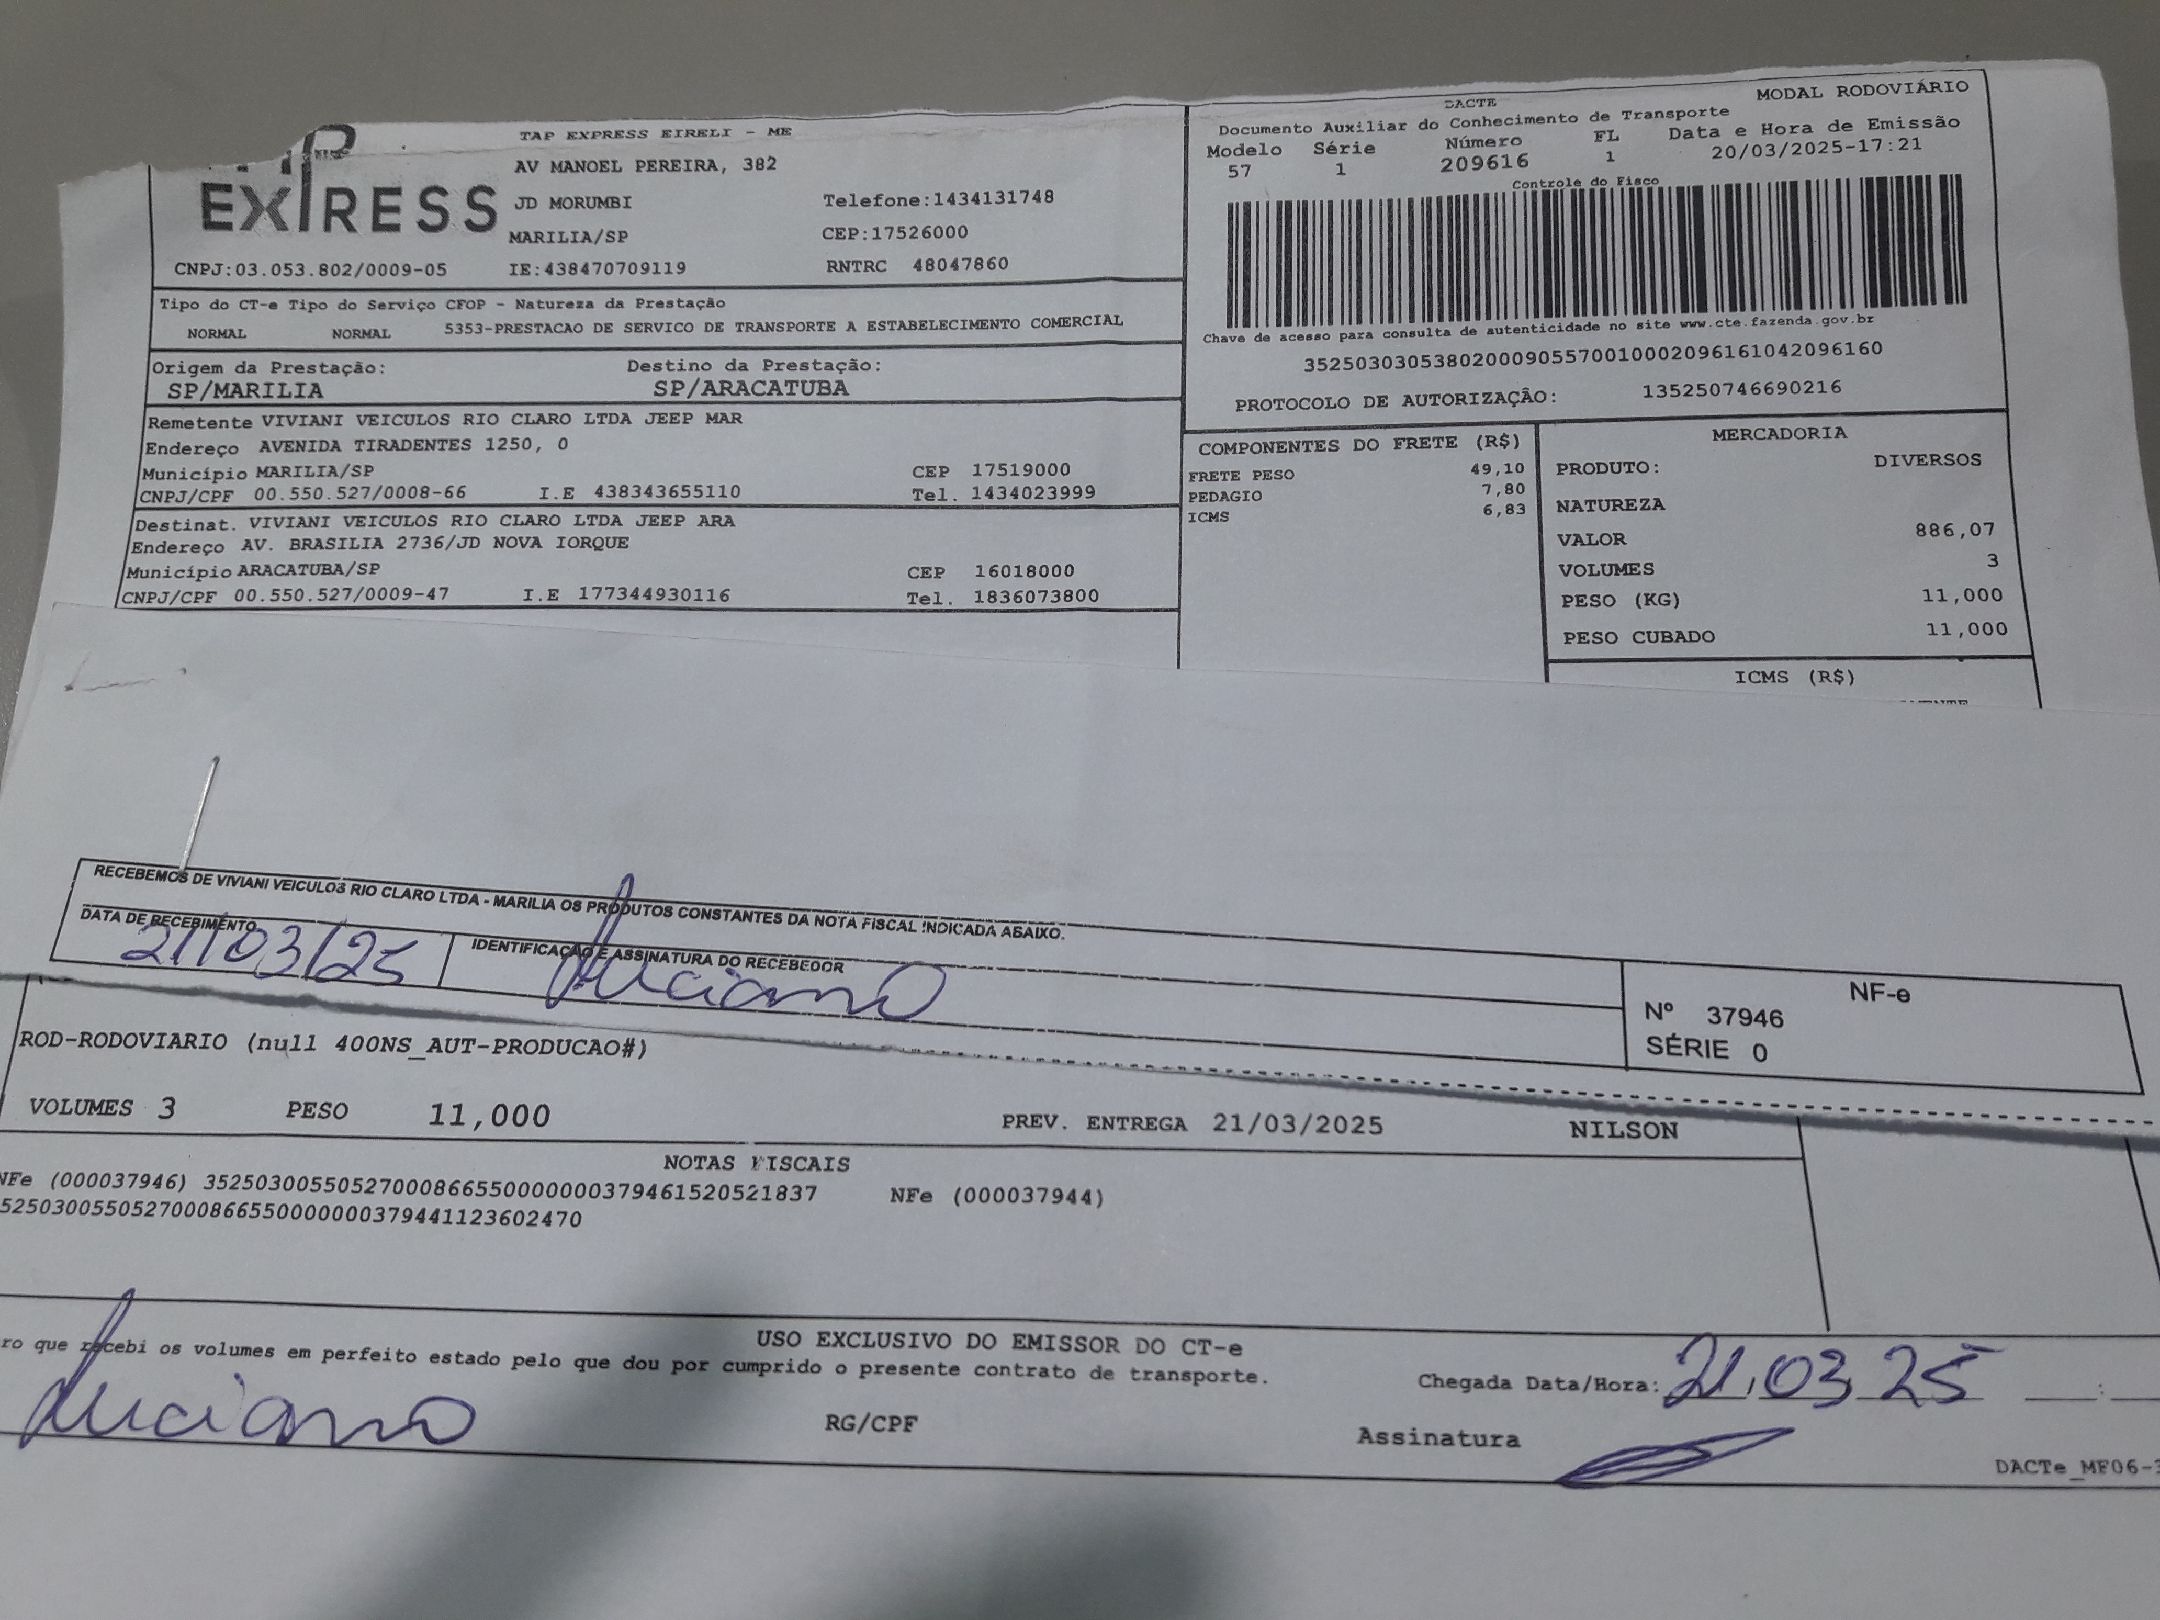 EXPRESS
TAP EXPRESS EIRELI - ME
AV MANOEL PEREIRA, 382
JD MORUMBI Telefone:1434131748
MARILIA/SP CEP:17526000
CNPJ:03.053.802/0009-05 IE:438470709119 RNTRC 48047860
DACTE MODAL RODOVIÁRIO
Documento Auxiliar do Conhecimento de Transporte
Modelo Série Número FL Data e Hora de Emissão
57 1 209616 1 20/03/2025-17:21
Controle do Fisco
Chave de acesso para consulta de autenticidade no site www.cte.fazenda.gov.br
35250303053802000905570010002096161042096160
PROTOCOLO DE AUTORIZAÇÃO: 135250746690216
Tipo do CT-e Tipo do Serviço CFOP - Natureza da Prestação
NORMAL NORMAL 5353-PRESTACAO DE SERVICO DE TRANSPORTE A ESTABELECIMENTO COMERCIAL
Origem da Prestação: Destino da Prestação:
SP/MARILIA SP/ARACATUBA
Remetente VIVIANI VEICULOS RIO CLARO LTDA JEEP MAR
Endereço AVENIDA TIRADENTES 1250, 0
Município MARILIA/SP CEP 17519000
CNPJ/CPF 00.550.527/0008-66 I.E 438343655110 Tel. 1434023999
Destinat. VIVIANI VEICULOS RIO CLARO LTDA JEEP ARA
Endereço AV. BRASILIA 2736/JD NOVA IORQUE
Município ARACATUBA/SP CEP 16018000
CNPJ/CPF 00.550.527/0009-47 I.E 177344930116 Tel. 1836073800
COMPONENTES DO FRETE (R$)
FRETE PESO 49,10
PEDAGIO 7,80
ICMS 6,83
MERCADORIA
PRODUTO: DIVERSOS
NATUREZA
VALOR 886,07
VOLUMES 3
PESO (KG) 11,000
PESO CUBADO 11,000
ICMS (R$)
RECEBEMOS DE VIVIANI VEICULOS RIO CLARO LTDA - MARILIA OS PRODUTOS CONSTANTES DA NOTA FISCAL INDICADA ABAIXO.
DATA DE RECEBIMENTO IDENTIFICAÇÃO E ASSINATURA DO RECEBEDOR
21/03/25 Luciano
NF-e
Nº 37946
SÉRIE 0
ROD-RODOVIARIO (null 400NS_AUT-PRODUCAO#)
VOLUMES 3 PESO 11,000 PREV. ENTREGA 21/03/2025 NILSON
NOTAS FISCAIS
NFe (000037946) 35250300550527000866550000000379461520521837 NFe (000037944)
5250300550527000866550000000379441123602470
USO EXCLUSIVO DO EMISSOR DO CT-e
ro que recebi os volumes em perfeito estado pelo que dou por cumprido o presente contrato de transporte.
Chegada Data/Hora: 21,03,25 :
Luciano RG/CPF Assinatura
DACTe_MF06-